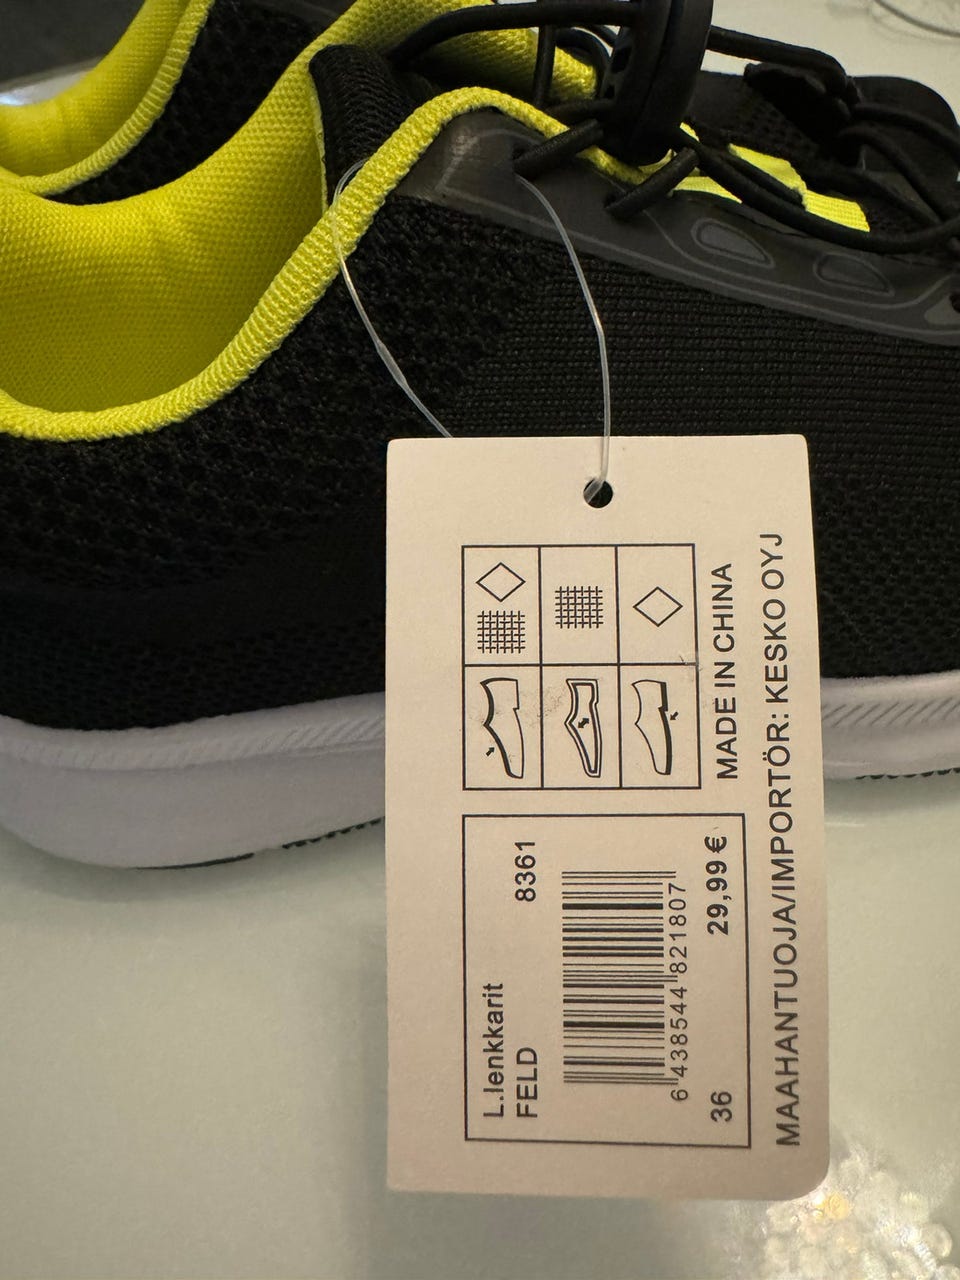 MADE IN CHINA
L.lenkkarit
FELD 8361
6 438544 821807
36 29,99 €
MAAHANTUOJA/IMPORTÖR: KESKO OYJ